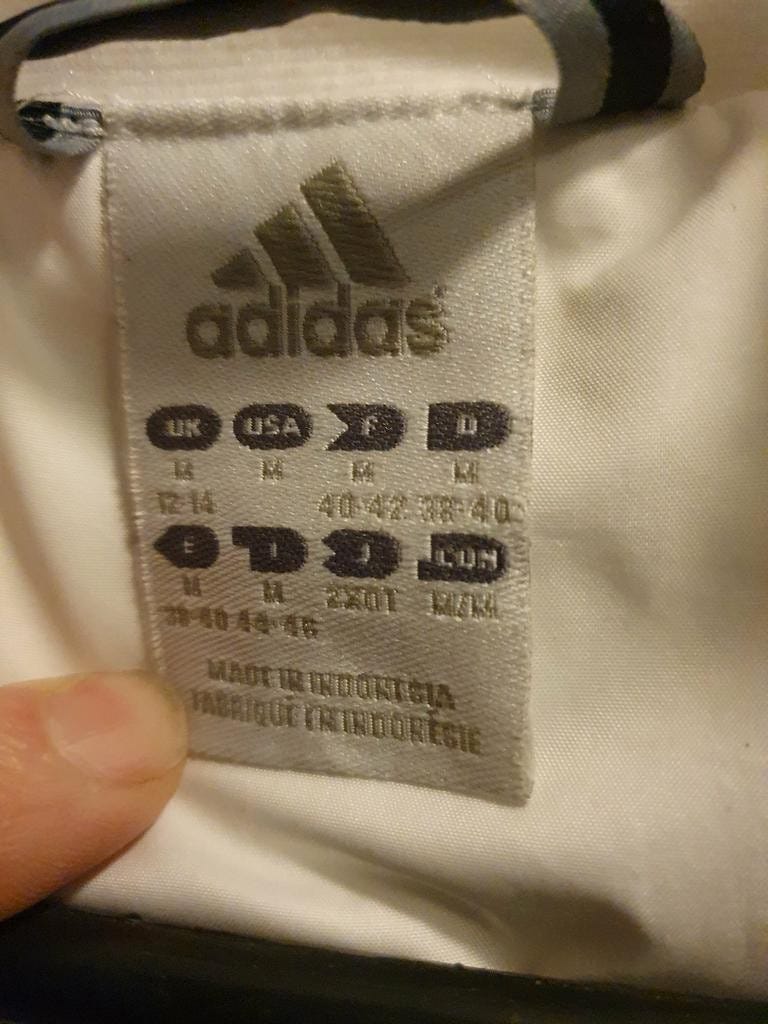 adidas
UK USA F D
M M M M
12-14 40-42 38-40
E I J CDN
M M 2XOT M/M
38-40 44-46
MADE IN INDONESIA
FABRIQUÉ EN INDONÉSIE